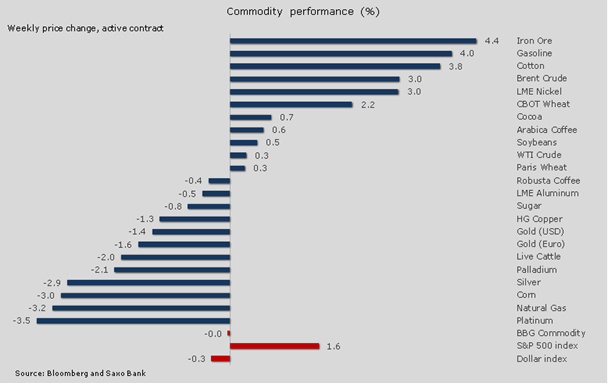 Commodity performance (%)
Weekly price change, active contract
4.4 Iron Ore
4.0 Gasoline
3.8 Cotton
3.0 Brent Crude
3.0 LME Nickel
2.2 CBOT Wheat
0.7 Cocoa
0.6 Arabica Coffee
0.5 Soybeans
0.3 WTI Crude
0.3 Paris Wheat
-0.4 Robusta Coffee
-0.5 LME Aluminum
-0.8 Sugar
-1.3 HG Copper
-1.4 Gold (USD)
-1.6 Gold (Euro)
-2.0 Live Cattle
-2.1 Palladium
-2.9 Silver
-3.0 Corn
-3.2 Natural Gas
-3.5 Platinum
-0.0 BBG Commodity
1.6 S&P 500 index
-0.3 Dollar index
Source: Bloomberg and Saxo Bank